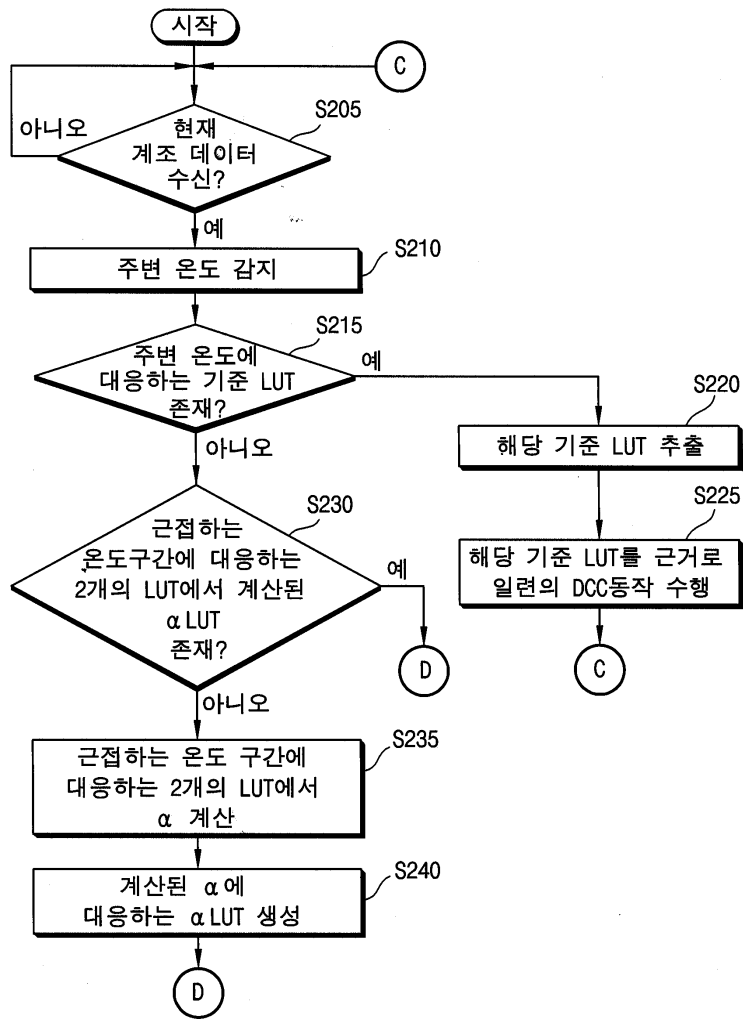 시작
C
아니오
S205
현재
계조 데이터
수신?
예
S210
주변 온도 감지
S215
주변 온도에
대응하는 기준 LUT
존재?
예
아니오
S220
해당 기준 LUT 추출
S225
해당 기준 LUT를 근거로
일련의 DCC동작 수행
C
S230
근접하는
온도구간에 대응하는
2개의 LUT에서 계산된
α LUT
존재?
예
D
아니오
S235
근접하는 온도 구간에
대응하는 2개의 LUT에서
α 계산
S240
계산된 α에
대응하는 α LUT 생성
D